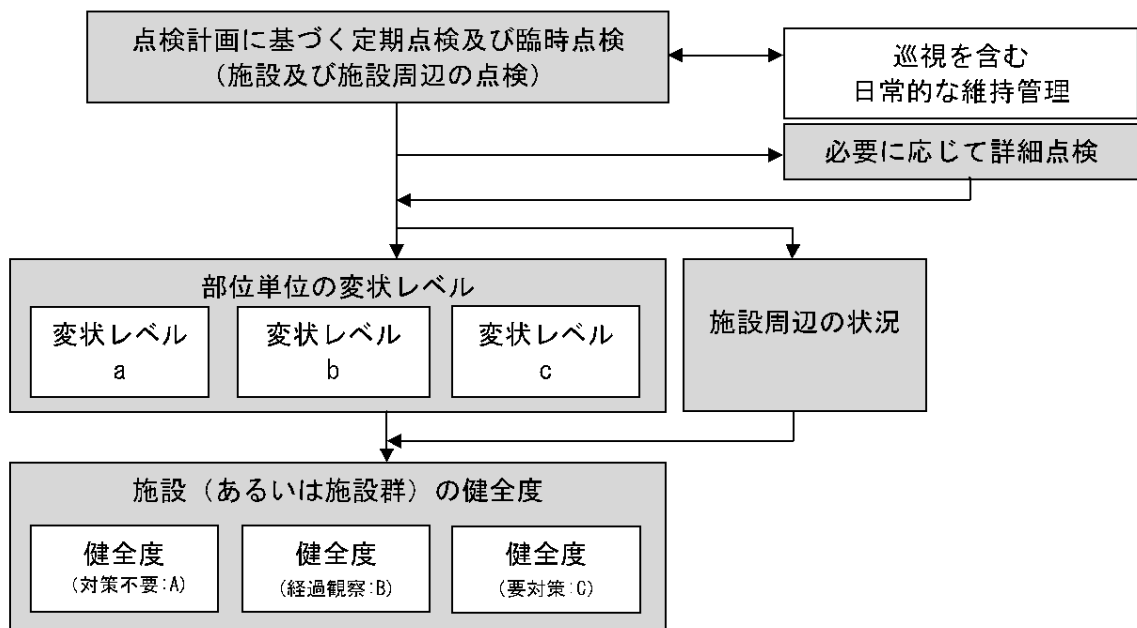 点検計画に基づく定期点検及び臨時点検
(施設及び施設周辺の点検)
巡視を含む
日常的な維持管理
必要に応じて詳細点検
部位単位の変状レベル
変状レベル
a
変状レベル
b
変状レベル
c
施設周辺の状況
施設(あるいは施設群)の健全度
健全度
(対策不要:A)
健全度
(経過観察:B)
健全度
(要対策:C)